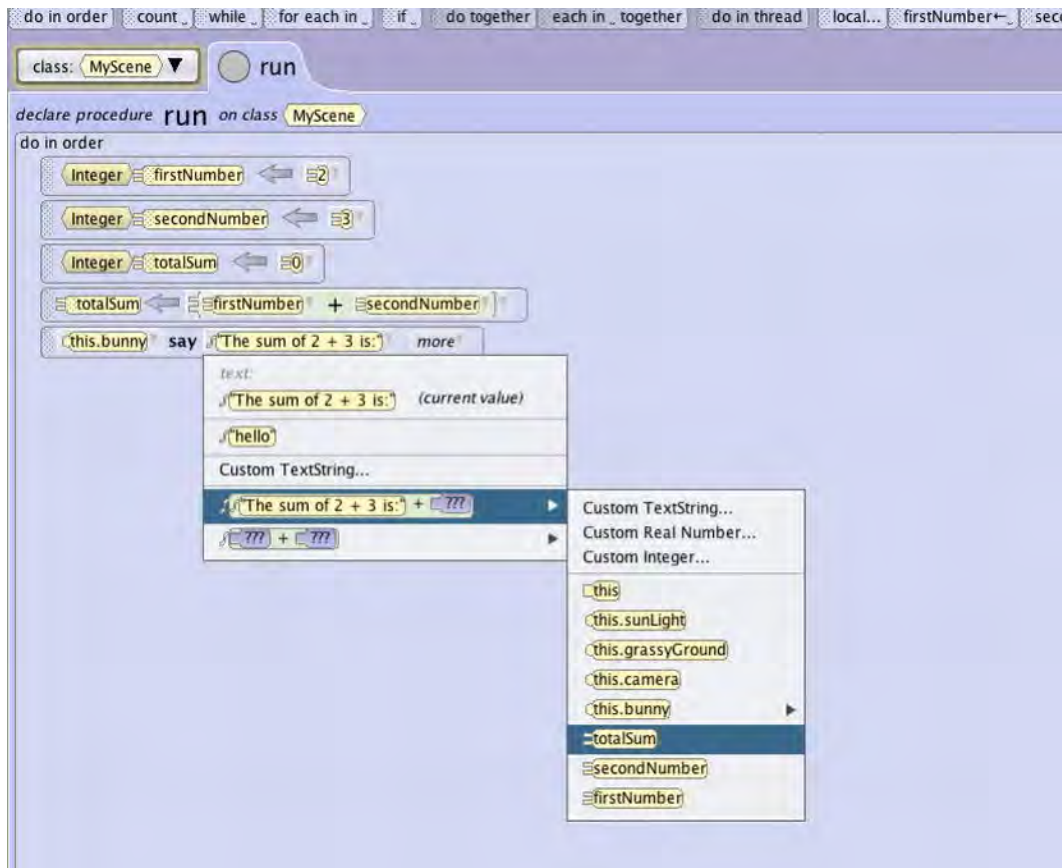 do in order count _ while _ for each in _ if _ do together each in _ together do in thread local... firstNumber←_ seco
class: MyScene ▼ run
declare procedure run on class MyScene
do in order
Integer firstNumber 2
Integer secondNumber 3
Integer totalSum 0
totalSum firstNumber + secondNumber
this.bunny say "The sum of 2 + 3 is:" more
text:
"The sum of 2 + 3 is:" (current value)
"hello"
Custom TextString...
"The sum of 2 + 3 is:" + ???
??? + ???
Custom TextString...
Custom Real Number...
Custom Integer...
this
this.sunLight
this.grassyGround
this.camera
this.bunny
totalSum
secondNumber
firstNumber